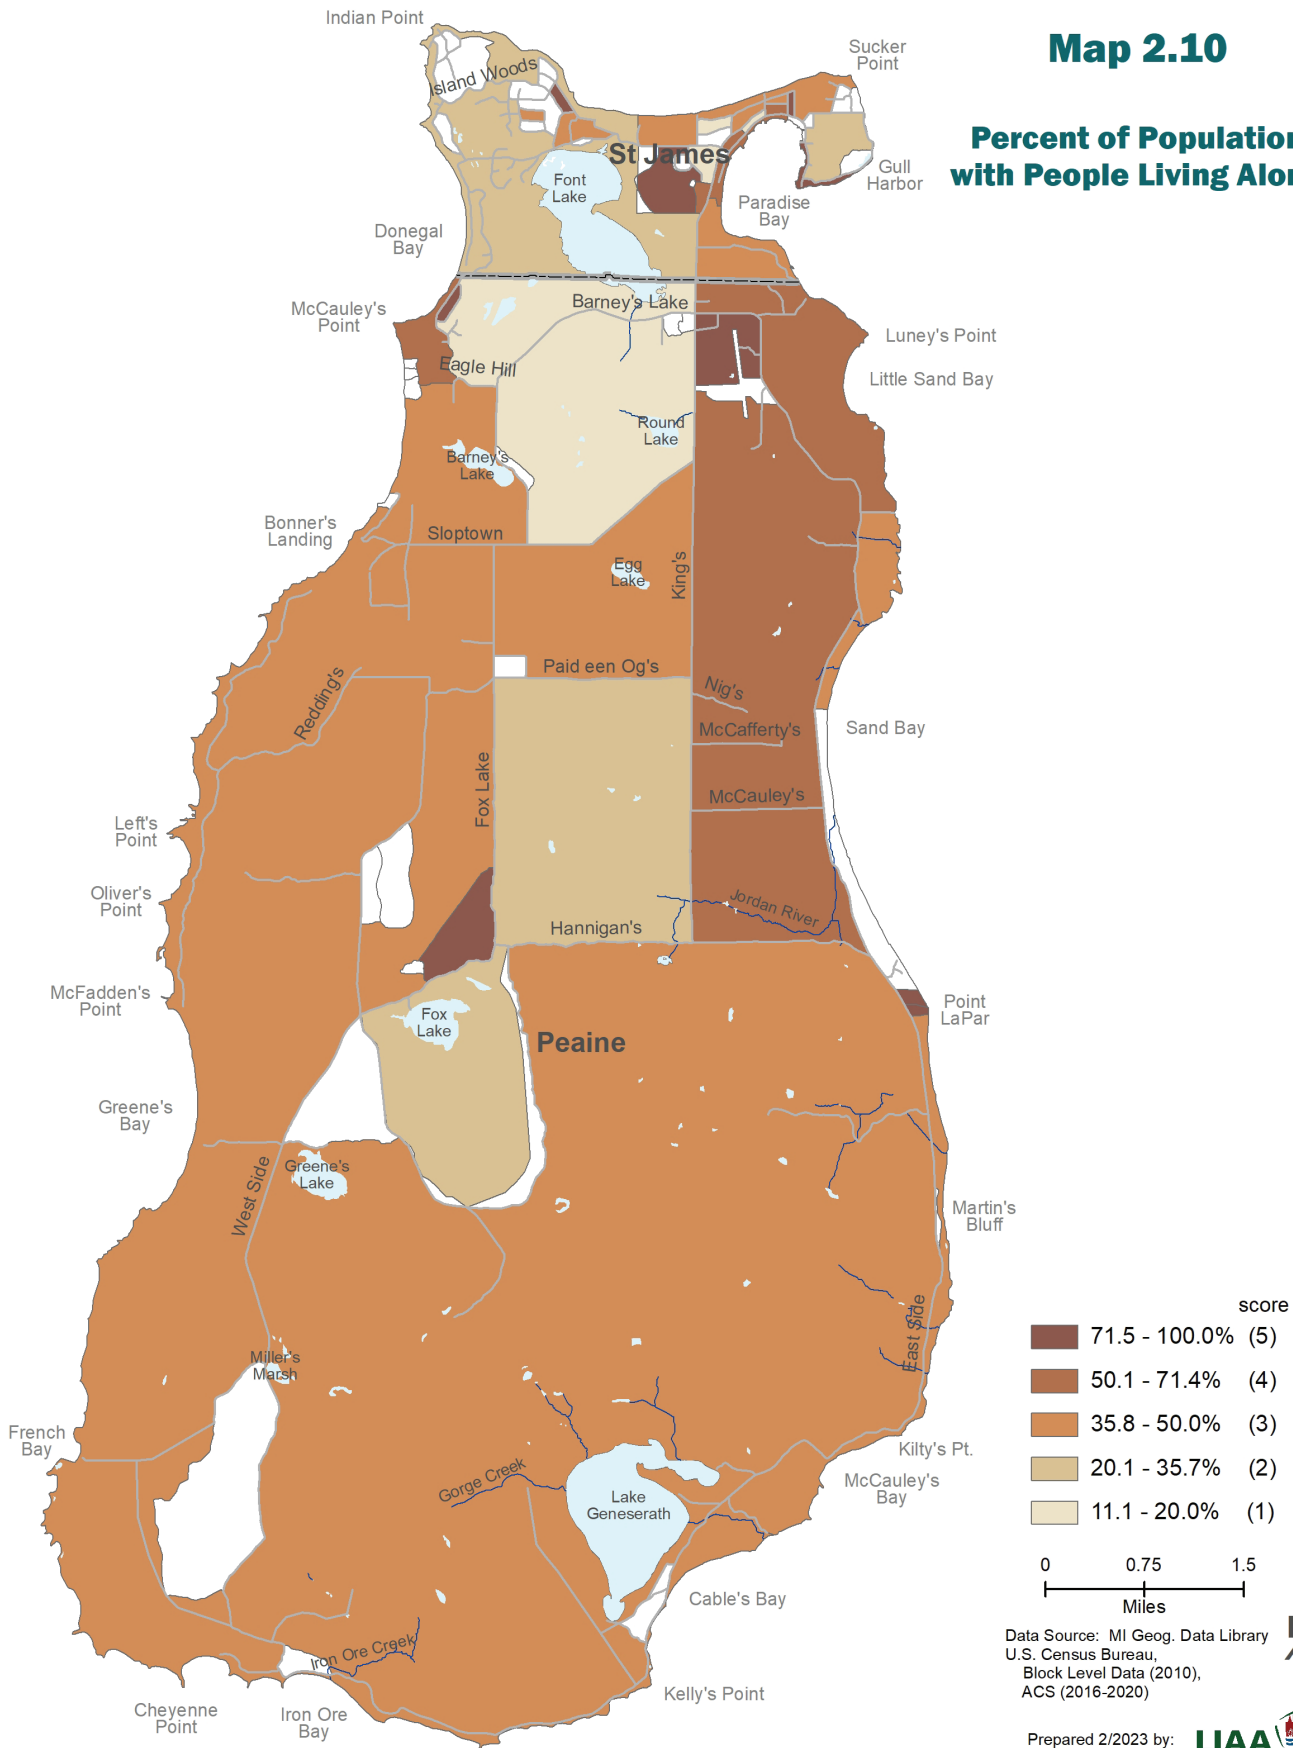 Indian Point
Map 2.10
Sucker
Point
Island Woods
Percent of Population
with People Living Alon
St James
Gull
Harbor
Font
Lake
Paradise
Bay
Donegal
Bay
Barney's Lake
McCauley's
Point
Luney's Point
Eagle Hill
Little Sand Bay
Round
Lake
Barney's
Lake
Bonner's
Landing
Sloptown
Egg
Lake
King's
Paid een Og's
Redding's
Nig's
McCafferty's
Sand Bay
Fox Lake
McCauley's
Left's
Point
Oliver's
Point
Jordan River
Hannigan's
McFadden's
Point
Point
LaPar
Fox
Lake
Peaine
Greene's
Bay
Greene's
Lake
West Side
Martin's
Bluff
East Side
score
71.5 - 100.0% (5)
50.1 - 71.4% (4)
35.8 - 50.0% (3)
20.1 - 35.7% (2)
11.1 - 20.0% (1)
Miller's
Marsh
French
Bay
Kilty's Pt.
McCauley's
Bay
Gorge Creek
Lake
Geneserath
0 0.75 1.5
Miles
Cable's Bay
Data Source: MI Geog. Data Library
U.S. Census Bureau,
Block Level Data (2010),
ACS (2016-2020)
Iron Ore Creek
Kelly's Point
Cheyenne
Point
Iron Ore
Bay
Prepared 2/2023 by:
UAA